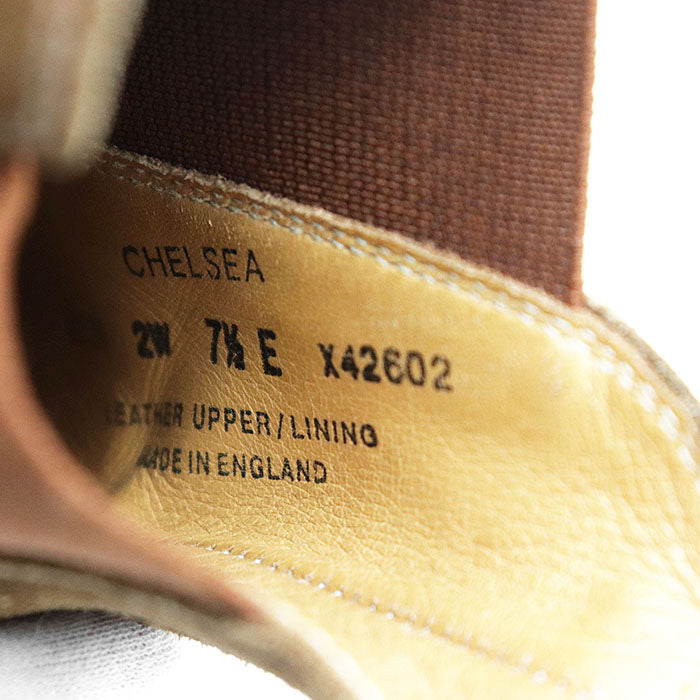 CHELSEA
2W 7½ E X42602
LEATHER UPPER/LINING
MADE IN ENGLAND